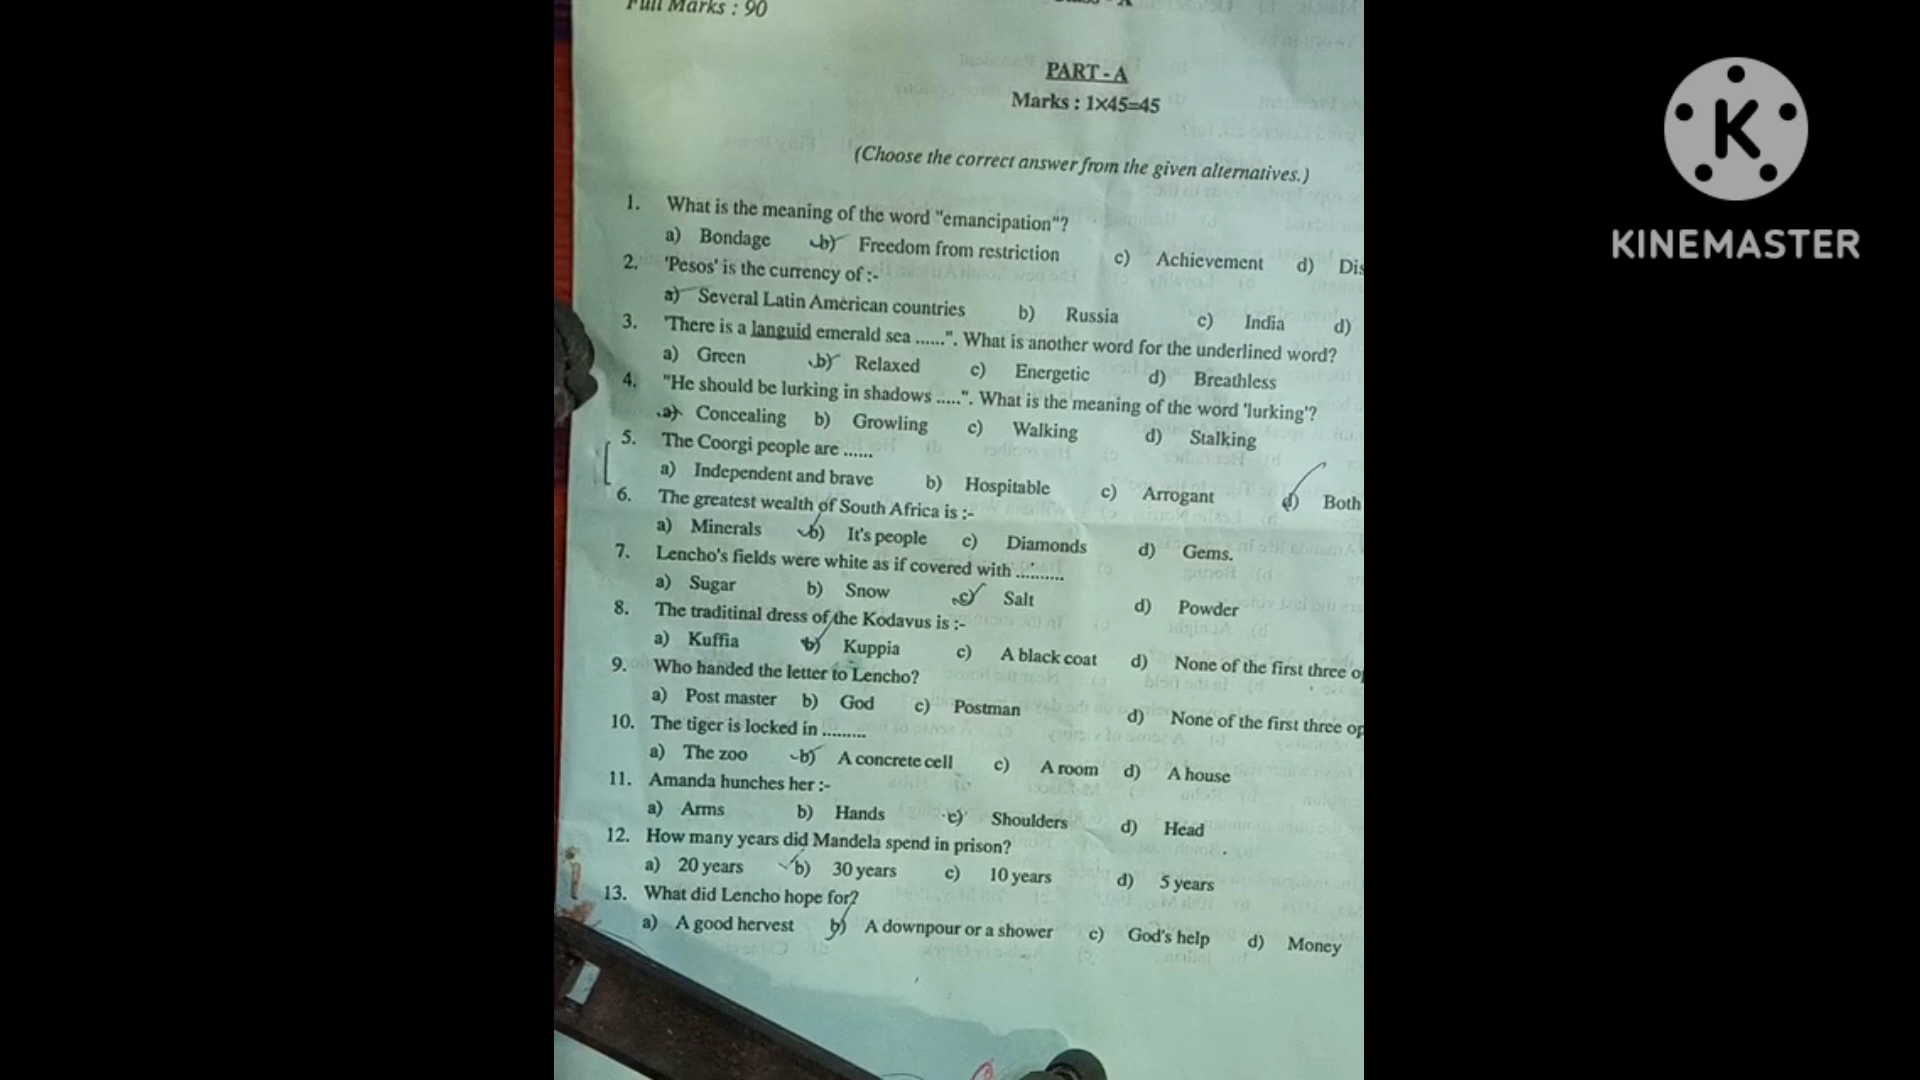 Full Marks : 90
PART - A
Marks : 1×45=45
(Choose the correct answer from the given alternatives.)
1. What is the meaning of the word "emancipation"?
a) Bondage b) Freedom from restriction c) Achievement d) Dis
2. 'Pesos' is the currency of :-
a) Several Latin American countries b) Russia c) India d)
3. 'There is a languid emerald sea ......". What is another word for the underlined word?
a) Green b) Relaxed c) Energetic d) Breathless
4. "He should be lurking in shadows .....". What is the meaning of the word 'lurking'?
a) Concealing b) Growling c) Walking d) Stalking
5. The Coorgi people are ......
a) Independent and brave b) Hospitable c) Arrogant d) Both
6. The greatest wealth of South Africa is :-
a) Minerals b) It's people c) Diamonds d) Gems.
7. Lencho's fields were white as if covered with ..........
a) Sugar b) Snow c) Salt d) Powder
8. The traditinal dress of the Kodavus is :-
a) Kuffia b) Kuppia c) A black coat d) None of the first three o
9. Who handed the letter to Lencho?
a) Post master b) God c) Postman d) None of the first three op
10. The tiger is locked in .........
a) The zoo b) A concrete cell c) A room d) A house
11. Amanda hunches her :-
a) Arms b) Hands c) Shoulders d) Head
12. How many years did Mandela spend in prison?
a) 20 years b) 30 years c) 10 years d) 5 years
13. What did Lencho hope for?
a) A good hervest b) A downpour or a shower c) God's help d) Money
K
KINEMASTER